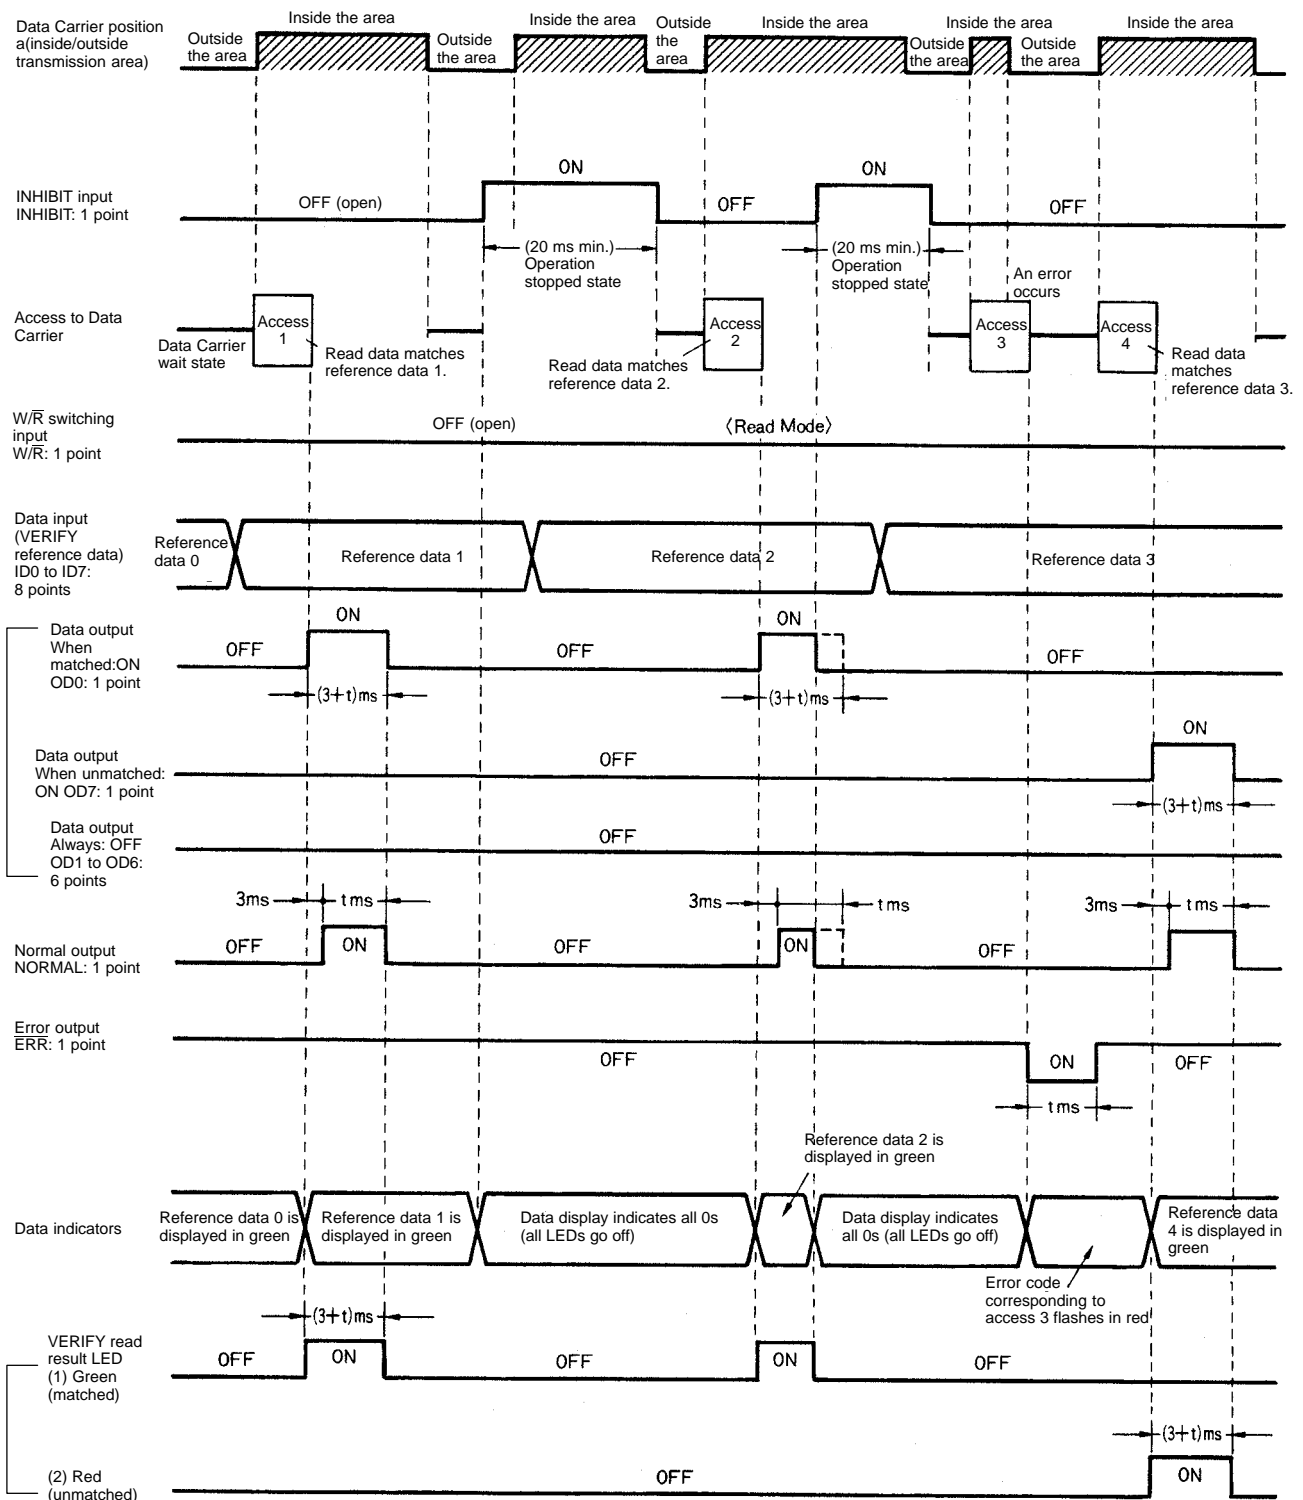 Data Carrier position
a(inside/outside
transmission area)
Outside
the area
Inside the area
Outside
the area
Inside the area
Outside
the
area
Inside the area
Outside
the area
Inside the area
Outside
the area
Inside the area
INHIBIT input
INHIBIT: 1 point
OFF (open)
ON
OFF
ON
OFF
(20 ms min.)
Operation
stopped state
(20 ms min.)
Operation
stopped state
An error
occurs
Access to Data
Carrier
Data Carrier
wait state
Access
1
Read data matches
reference data 1.
Read data matches
reference data 2.
Access
2
Access
3
Access
4
Read data
matches
reference data 3.
W/R̅ switching
input
W/R̅: 1 point
OFF (open)
〈Read Mode〉
Data input
(VERIFY
reference data)
ID0 to ID7:
8 points
Reference
data 0
Reference data 1
Reference data 2
Reference data 3
Data output
When
matched:ON
OD0: 1 point
OFF
ON
OFF
ON
OFF
(3+t)ms
(3+t)ms
Data output
When unmatched:
ON OD7: 1 point
OFF
ON
(3+t)ms
Data output
Always: OFF
OD1 to OD6:
6 points
OFF
3ms
t ms
3ms
t ms
3ms
t ms
Normal output
NORMAL: 1 point
OFF
ON
OFF
ON
OFF
Error output
E̅R̅R̅: 1 point
OFF
ON
OFF
t ms
Reference data 2 is
displayed in green
Data indicators
Reference data 0 is
displayed in green
Reference data 1 is
displayed in green
Data display indicates all 0s
(all LEDs go off)
Data display indicates
all 0s (all LEDs go off)
Reference data
4 is displayed in
green
Error code
corresponding to
access 3 flashes in red
(3+t)ms
VERIFY read
result LED
(1) Green
(matched)
OFF
ON
OFF
ON
OFF
(3+t)ms
(2) Red
(unmatched)
OFF
ON